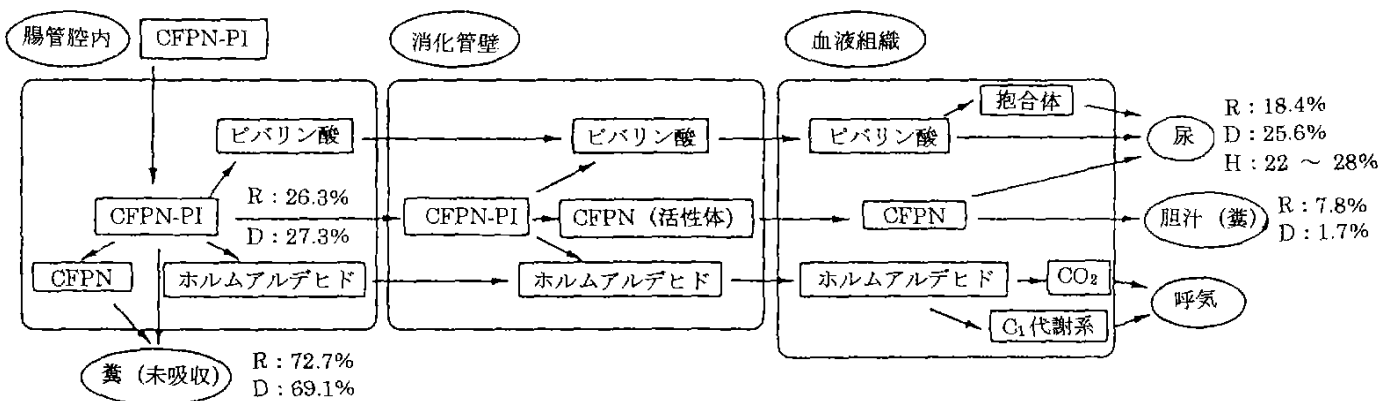 腸管腔内
CFPN-PI
消化管壁
血液組織
ピバリン酸
ピバリン酸
ピバリン酸
抱合体
尿
R : 18.4%
D : 25.6%
H : 22 ～ 28%
CFPN-PI
R : 26.3%
D : 27.3%
CFPN-PI
CFPN (活性体)
CFPN
胆汁 (糞)
R : 7.8%
D : 1.7%
CFPN
ホルムアルデヒド
ホルムアルデヒド
ホルムアルデヒド
CO₂
C₁代謝系
呼気
糞 (未吸収)
R : 72.7%
D : 69.1%